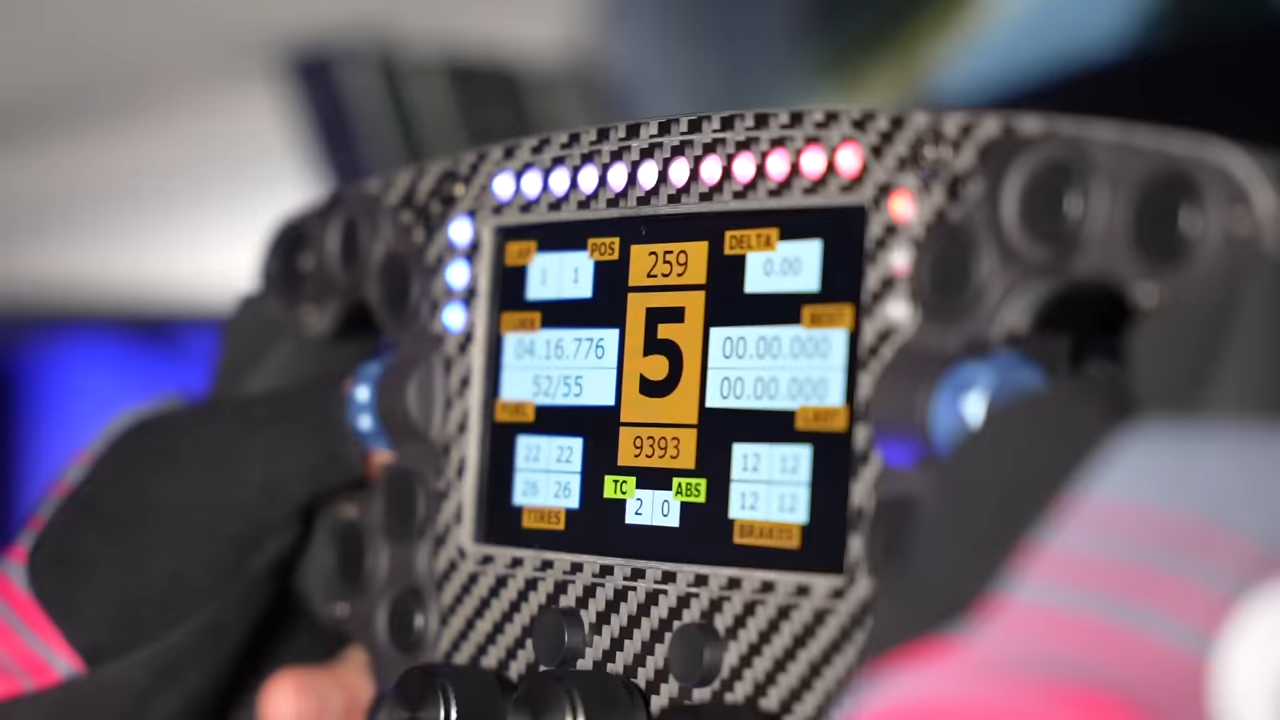 LAP POS
1 1
259
DELTA
0.00
5
04.16.776
52/55
FUEL
BEST
00.00.000
00.00.000
LAST
9393
22 22
26 26
TIRES
TC ABS
2 0
12 12
12 12
BRAKES